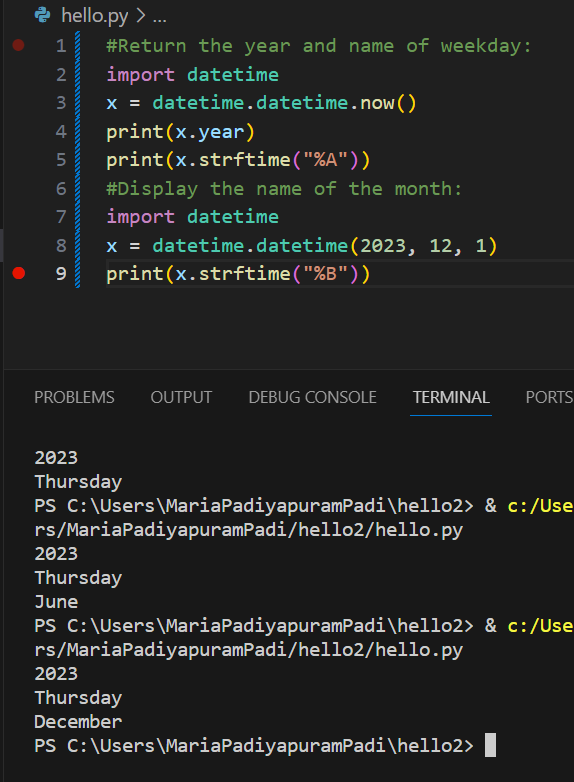 hello.py > ...
1 #Return the year and name of weekday:
2 import datetime
3 x = datetime.datetime.now()
4 print(x.year)
5 print(x.strftime("%A"))
6 #Display the name of the month:
7 import datetime
8 x = datetime.datetime(2023, 12, 1)
9 print(x.strftime("%B"))
PROBLEMS OUTPUT DEBUG CONSOLE TERMINAL PORTS
2023
Thursday
PS C:\Users\MariaPadiyapuramPadi\hello2> & c:/Use
rs/MariaPadiyapuramPadi/hello2/hello.py
2023
Thursday
June
PS C:\Users\MariaPadiyapuramPadi\hello2> & c:/Use
rs/MariaPadiyapuramPadi/hello2/hello.py
2023
Thursday
December
PS C:\Users\MariaPadiyapuramPadi\hello2>